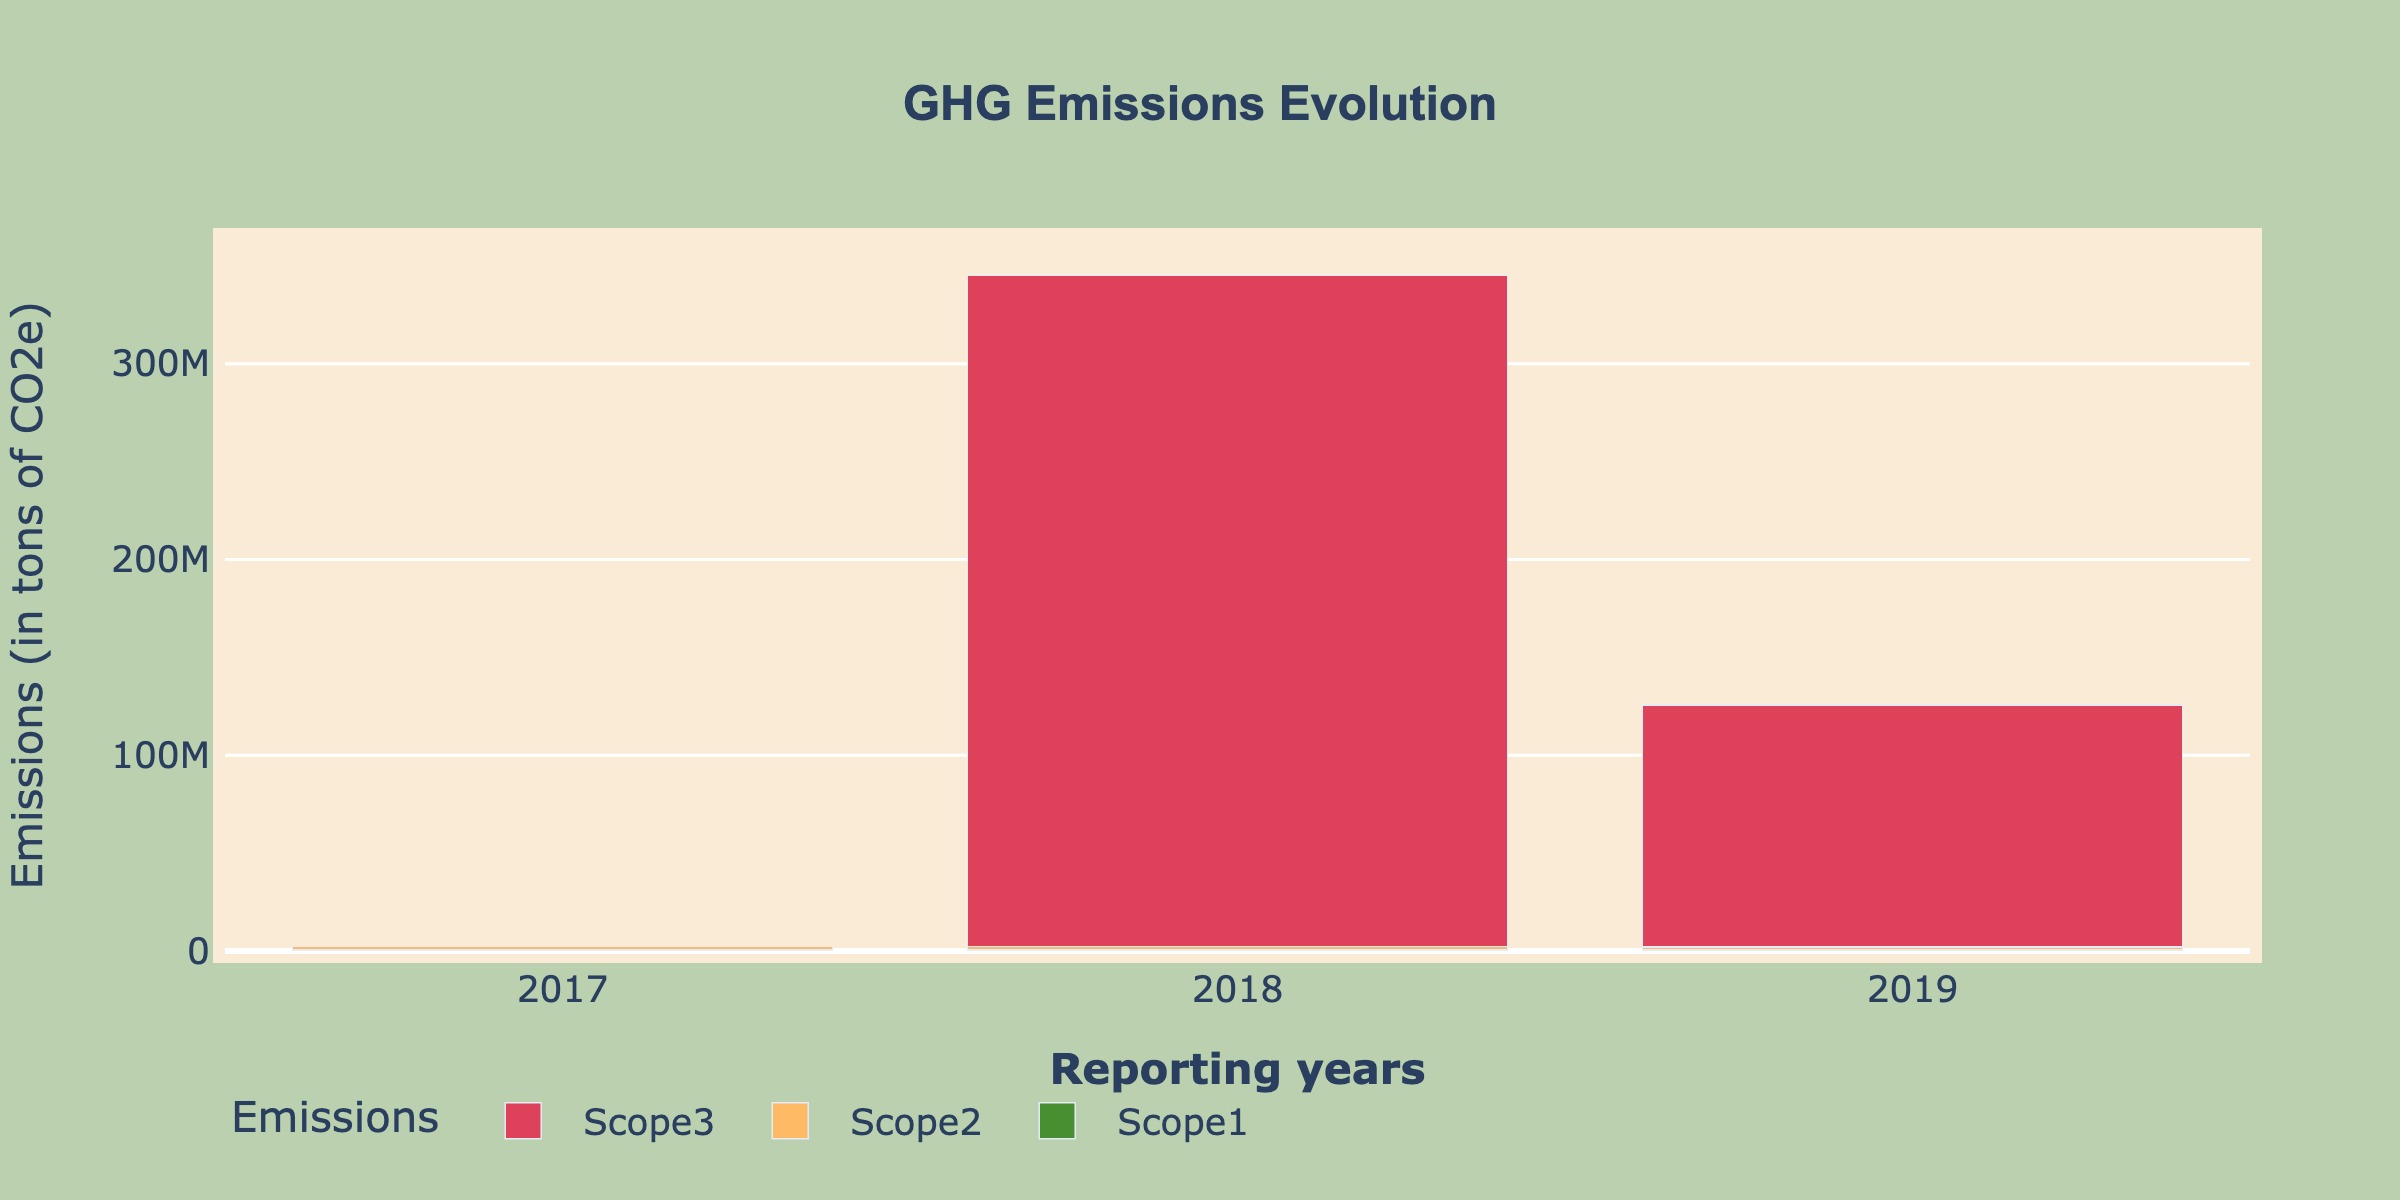 GHG Emissions Evolution
Emissions (in tons of CO2e)
300M
200M
100M
0
2017 2018 2019
Reporting years
Emissions Scope3 Scope2 Scope1